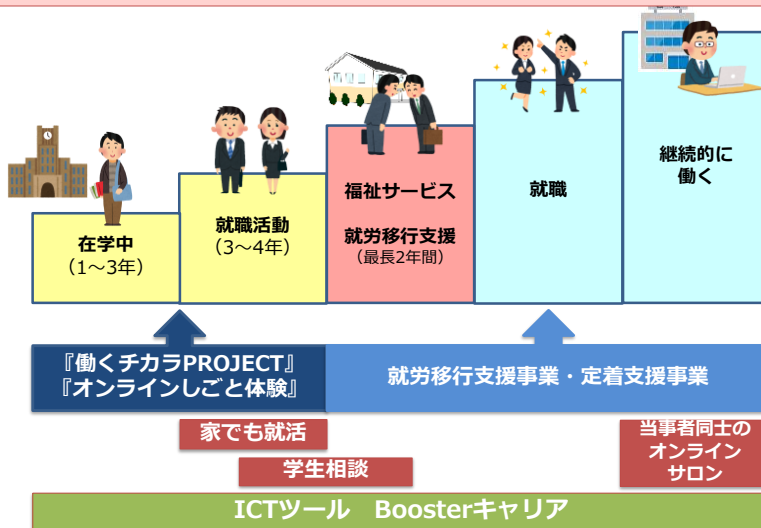 在学中
（1～3年）
就職活動
（3～4年）
福祉サービス
就労移行支援
（最長2年間）
就職
継続的に
働く
『働くチカラPROJECT』
『オンラインしごと体験』
就労移行支援事業・定着支援事業
家でも就活
学生相談
当事者同士の
オンライン
サロン
ICTツール　Boosterキャリア